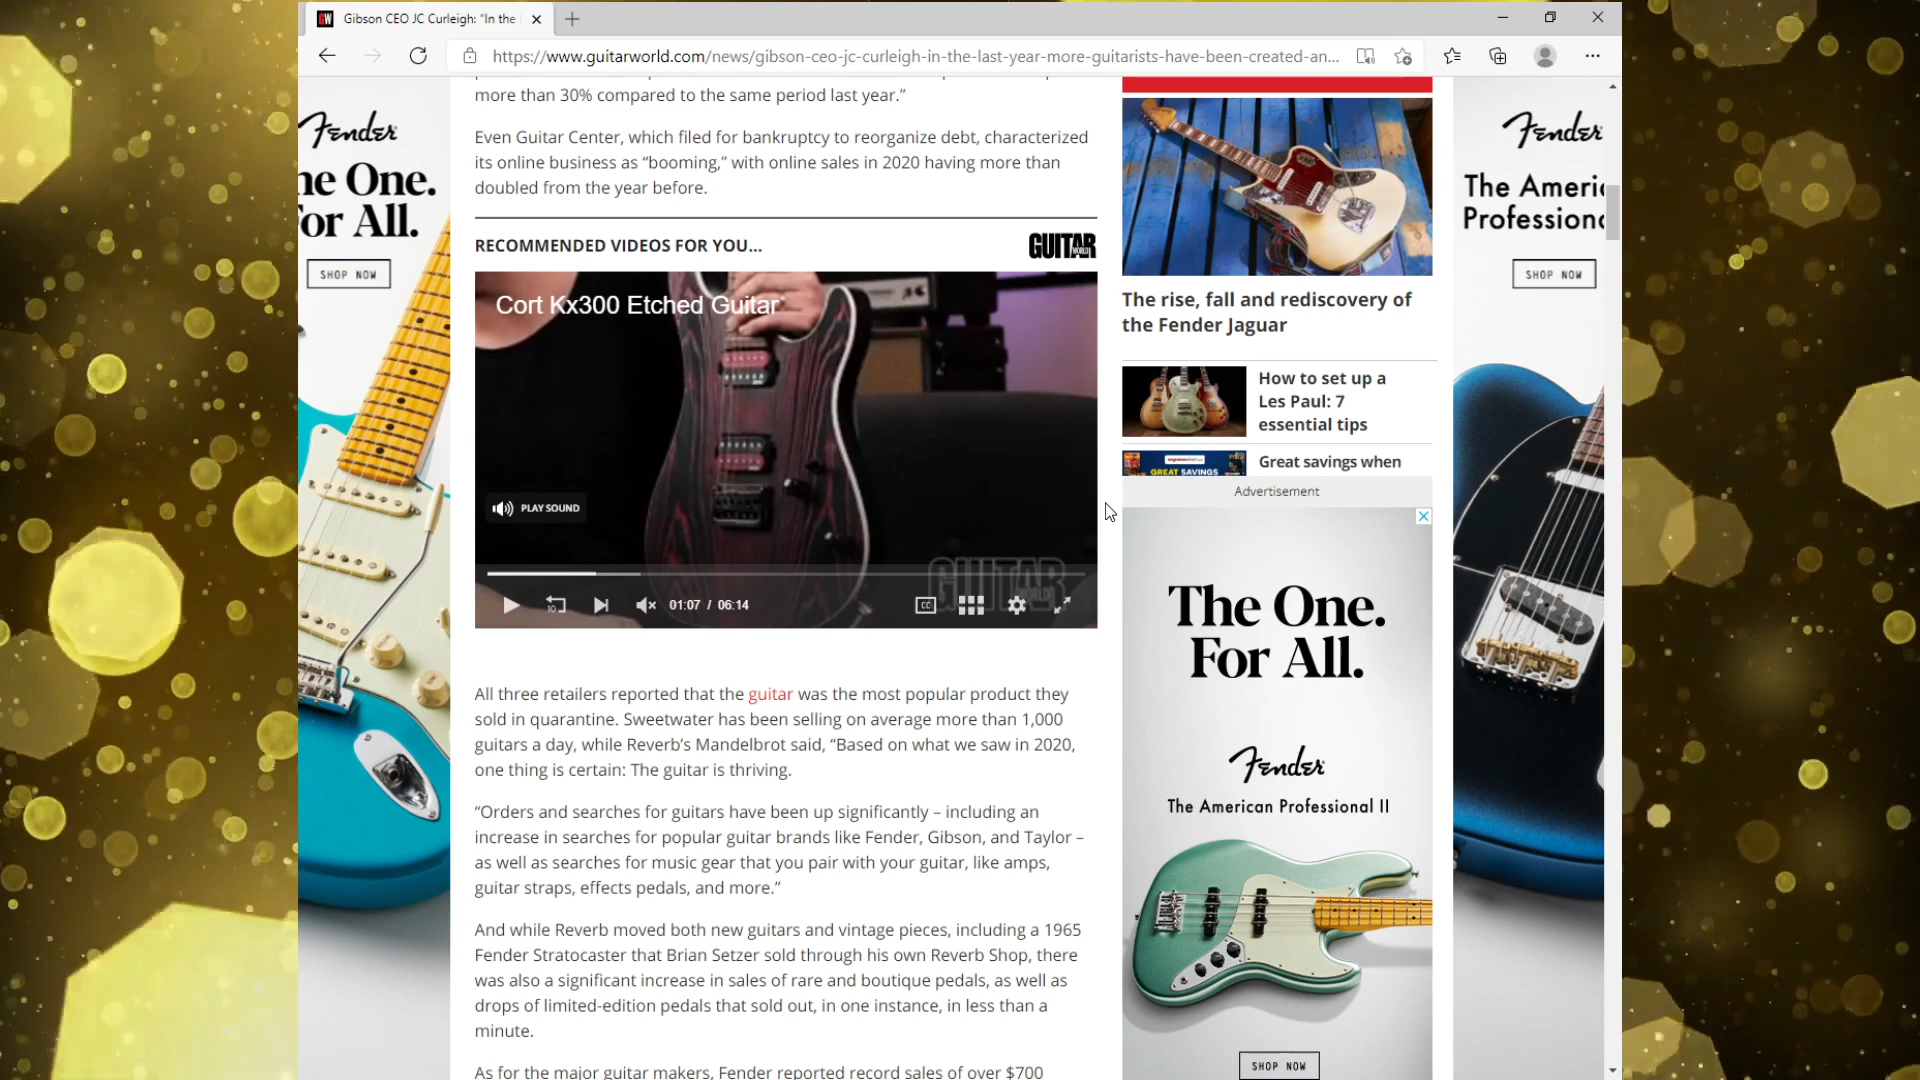 Gibson CEO JC Curleigh: "In the
https://www.guitarworld.com/news/gibson-ceo-jc-curleigh-in-the-last-year-more-guitarists-have-been-created-an...
more than 30% compared to the same period last year.”
Even Guitar Center, which filed for bankruptcy to reorganize debt, characterized
its online business as “booming,” with online sales in 2020 having more than
doubled from the year before.
RECOMMENDED VIDEOS FOR YOU...
GUITAR
WORLD
Cort Kx300 Etched Guitar
PLAY SOUND
GUITAR
10
01:07 / 06:14
CC
All three retailers reported that the guitar was the most popular product they
sold in quarantine. Sweetwater has been selling on average more than 1,000
guitars a day, while Reverb’s Mandelbrot said, “Based on what we saw in 2020,
one thing is certain: The guitar is thriving.
“Orders and searches for guitars have been up significantly – including an
increase in searches for popular guitar brands like Fender, Gibson, and Taylor –
as well as searches for music gear that you pair with your guitar, like amps,
guitar straps, effects pedals, and more.”
And while Reverb moved both new guitars and vintage pieces, including a 1965
Fender Stratocaster that Brian Setzer sold through his own Reverb Shop, there
was also a significant increase in sales of rare and boutique pedals, as well as
drops of limited-edition pedals that sold out, in one instance, in less than a
minute.
As for the major guitar makers, Fender reported record sales of over $700
The rise, fall and rediscovery of
the Fender Jaguar
How to set up a
Les Paul: 7
essential tips
GREAT SAVINGS
Great savings when
Advertisement
The One.
For All.
Fender
The American Professional II
SHOP NOW
Fender
he One.
For All.
SHOP NOW
Fender
The Americ
Professiona
SHOP NOW